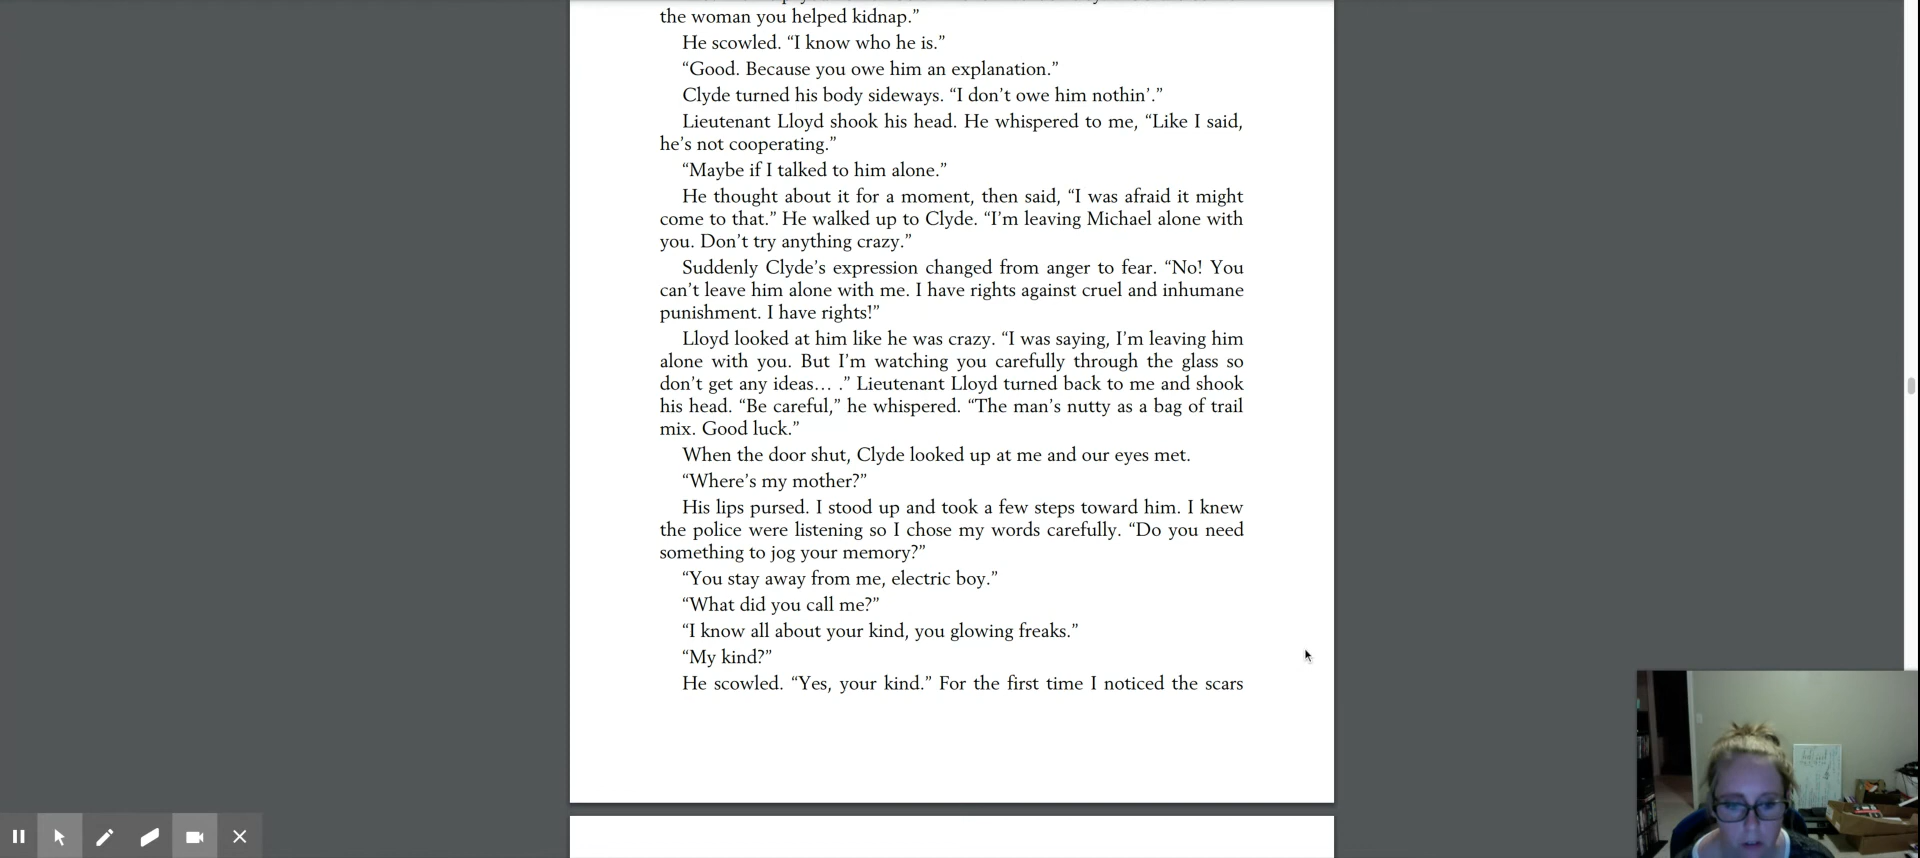 the woman you helped kidnap.”
He scowled. “I know who he is.”
“Good. Because you owe him an explanation.”
Clyde turned his body sideways. “I don’t owe him nothin’.”
Lieutenant Lloyd shook his head. He whispered to me, “Like I said,
he’s not cooperating.”
“Maybe if I talked to him alone.”
He thought about it for a moment, then said, “I was afraid it might
come to that.” He walked up to Clyde. “I’m leaving Michael alone with
you. Don’t try anything crazy.”
Suddenly Clyde’s expression changed from anger to fear. “No! You
can’t leave him alone with me. I have rights against cruel and inhumane
punishment. I have rights!”
Lloyd looked at him like he was crazy. “I was saying, I’m leaving him
alone with you. But I’m watching you carefully through the glass so
don’t get any ideas… .” Lieutenant Lloyd turned back to me and shook
his head. “Be careful,” he whispered. “The man’s nutty as a bag of trail
mix. Good luck.”
When the door shut, Clyde looked up at me and our eyes met.
“Where’s my mother?”
His lips pursed. I stood up and took a few steps toward him. I knew
the police were listening so I chose my words carefully. “Do you need
something to jog your memory?”
“You stay away from me, electric boy.”
“What did you call me?”
“I know all about your kind, you glowing freaks.”
“My kind?”
He scowled. “Yes, your kind.” For the first time I noticed the scars